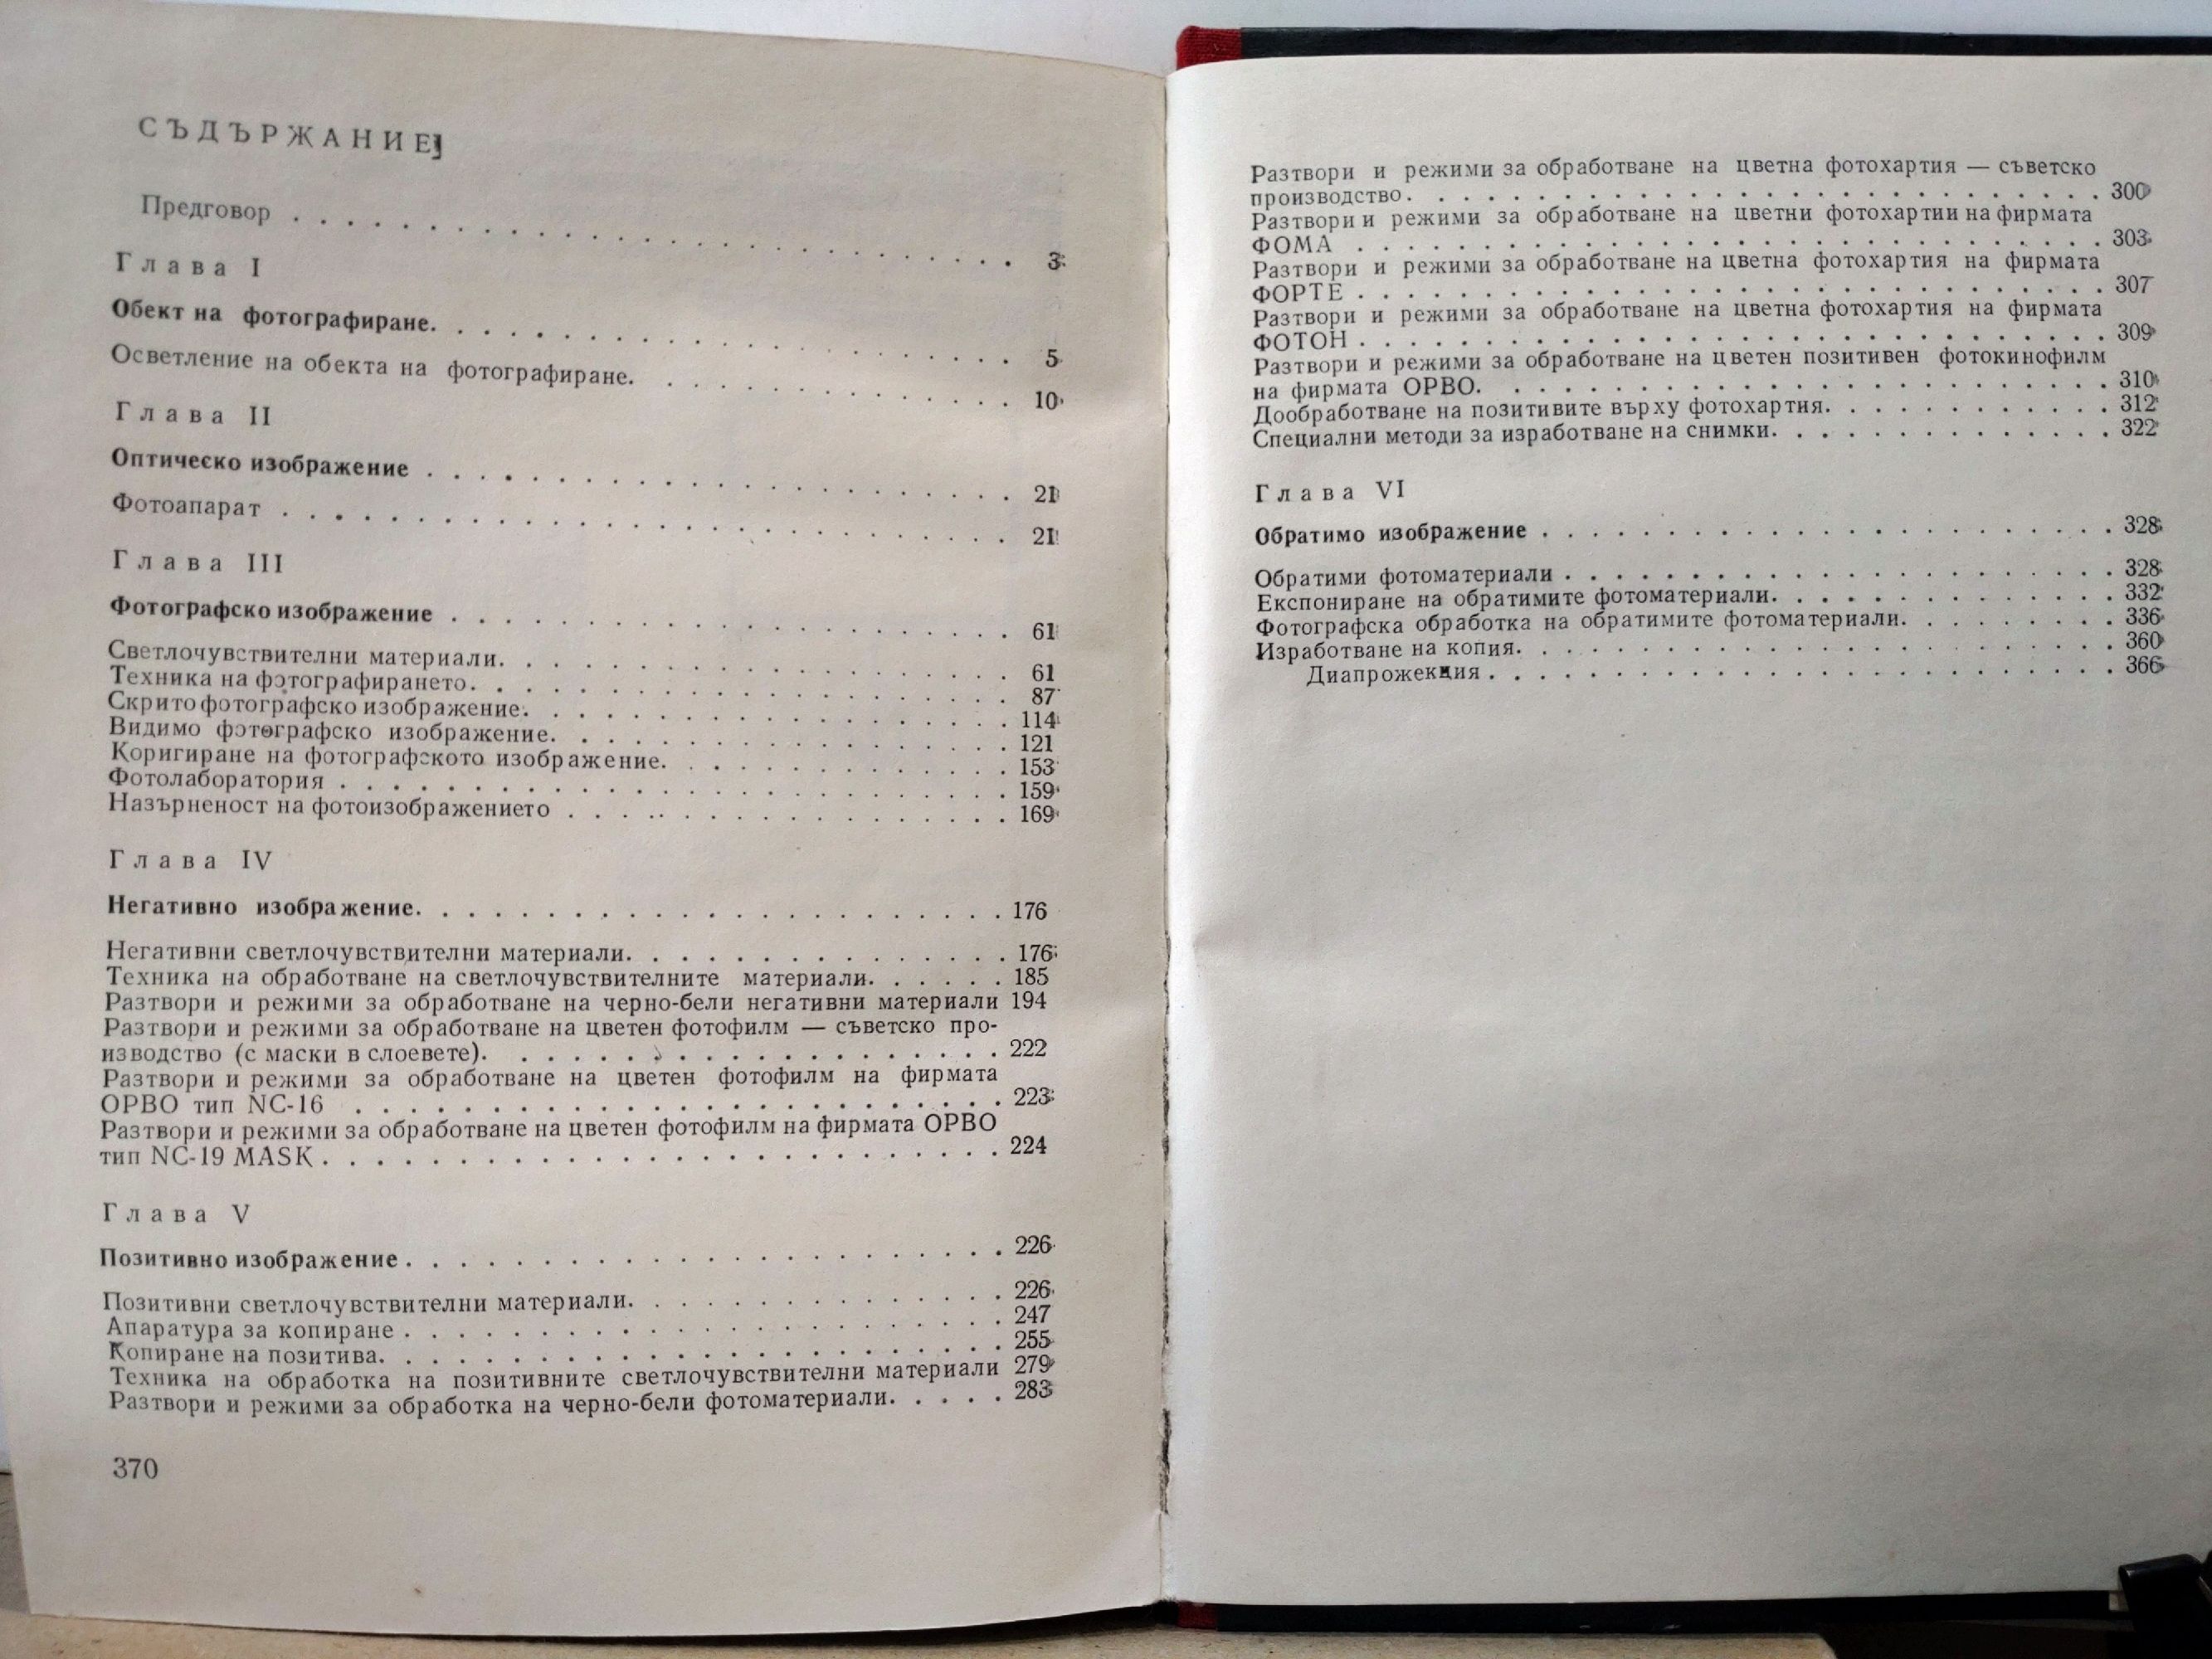 СЪДЪРЖАНИЕ
Предговор . . . . . . . . . . . . . . . . . . . . . . . . . . . 3
Глава I
Обект на фотографиране. . . . . . . . . . . . . . . . . . . . . 5
Осветление на обекта на фотографиране. . . . . . . . . . . . . . 10
Глава II
Оптическо изображение . . . . . . . . . . . . . . . . . . . . . 21
Фотоапарат . . . . . . . . . . . . . . . . . . . . . . . . . . 21
Глава III
Фотографско изображение . . . . . . . . . . . . . . . . . . . . 61
Светлочувствителни материали. . . . . . . . . . . . . . . . . . 61
Техника на фотографирането. . . . . . . . . . . . . . . . . . . 87
Скрито фотографско изображение. . . . . . . . . . . . . . . . . 114
Видимо фотографско изображение. . . . . . . . . . . . . . . . . 121
Коригиране на фотографското изображение. . . . . . . . . . . . . 153
Фотолаборатория . . . . . . . . . . . . . . . . . . . . . . . . 159
Назърненост на фотоизображението . . . . . . . . . . . . . . . . 169
Глава IV
Негативно изображение. . . . . . . . . . . . . . . . . . . . . . 176
Негативни светлочувствителни материали. . . . . . . . . . . . . 176
Техника на обработване на светлочувствителните материали. . . . . . 185
Разтвори и режими за обработване на черно-бели негативни материали 194
Разтвори и режими за обработване на цветен фотофилм — съветско про-
изводство (с маски в слоевете). . . . . . . . . . . . . . . . . . 222
Разтвори и режими за обработване на цветен фотофилм на фирмата
ОРВО тип NC-16 . . . . . . . . . . . . . . . . . . . . . . . . 223
Разтвори и режими за обработване на цветен фотофилм на фирмата ОРВО
тип NC-19 MASK . . . . . . . . . . . . . . . . . . . . . . . . 224
Глава V
Позитивно изображение . . . . . . . . . . . . . . . . . . . . . 226
Позитивни светлочувствителни материали. . . . . . . . . . . . . 226
Апаратура за копиране . . . . . . . . . . . . . . . . . . . . . 247
Копиране на позитива. . . . . . . . . . . . . . . . . . . . . . 255
Техника на обработка на позитивните светлочувствителни материали 279
Разтвори и режими за обработка на черно-бели фотоматериали. . . . . 283
370
Разтвори и режими за обработване на цветна фотохартия — съветско
производство. . . . . . . . . . . . . . . . . . . . . . . . . . 300
Разтвори и режими за обработване на цветни фотохартии на фирмата
ФОМА . . . . . . . . . . . . . . . . . . . . . . . . . . . . . 303
Разтвори и режими за обработване на цветна фотохартия на фирмата
ФОРТЕ . . . . . . . . . . . . . . . . . . . . . . . . . . . . . 307
Разтвори и режими за обработване на цветна фотохартия на фирмата
ФОТОН . . . . . . . . . . . . . . . . . . . . . . . . . . . . . 309
Разтвори и режими за обработване на цветен позитивен фотокинофилм
на фирмата ОРВО. . . . . . . . . . . . . . . . . . . . . . . . 310
Дообработване на позитивите върху фотохартия. . . . . . . . . . . 312
Специални методи за изработване на снимки. . . . . . . . . . . . . 322
Глава VI
Обратимо изображение . . . . . . . . . . . . . . . . . . . . . . 328
Обратими фотоматериали . . . . . . . . . . . . . . . . . . . . . 328
Експониране на обратимите фотоматериали. . . . . . . . . . . . . 332
Фотографска обработка на обратимите фотоматериали. . . . . . . . . 336
Изработване на копия. . . . . . . . . . . . . . . . . . . . . . 360
Диапрожекция . . . . . . . . . . . . . . . . . . . . . . . . . 366